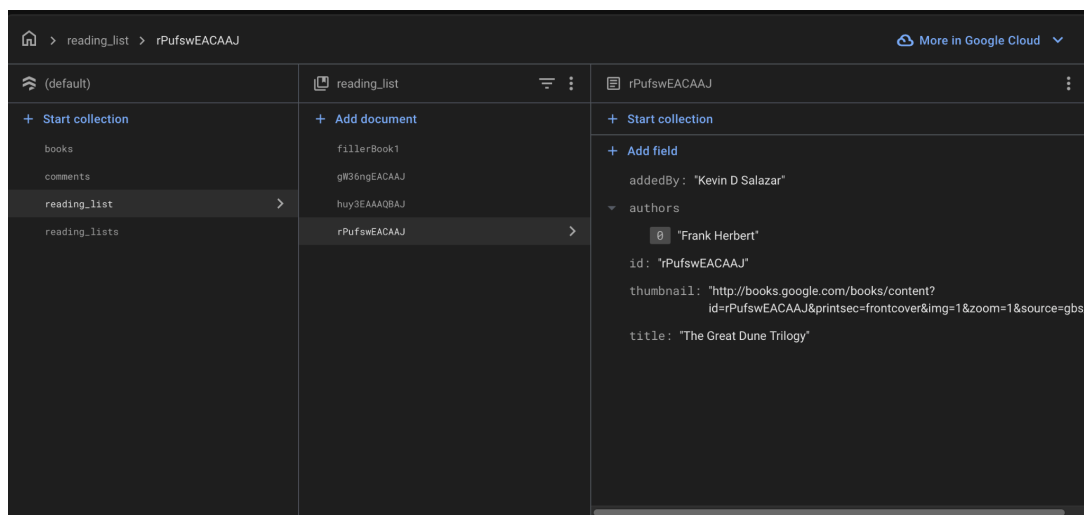 > reading_list > rPufswEACAAJ
More in Google Cloud
(default)
reading_list
rPufswEACAAJ
+ Start collection
books
comments
reading_list
reading_lists
+ Add document
fillerBook1
gW36ngEACAAJ
huy3EAAAQBAJ
rPufswEACAAJ
+ Start collection
+ Add field
addedBy: "Kevin D Salazar"
authors
0 "Frank Herbert"
id: "rPufswEACAAJ"
thumbnail: "http://books.google.com/books/content?
id=rPufswEACAAJ&printsec=frontcover&img=1&zoom=1&source=gbs
title: "The Great Dune Trilogy"